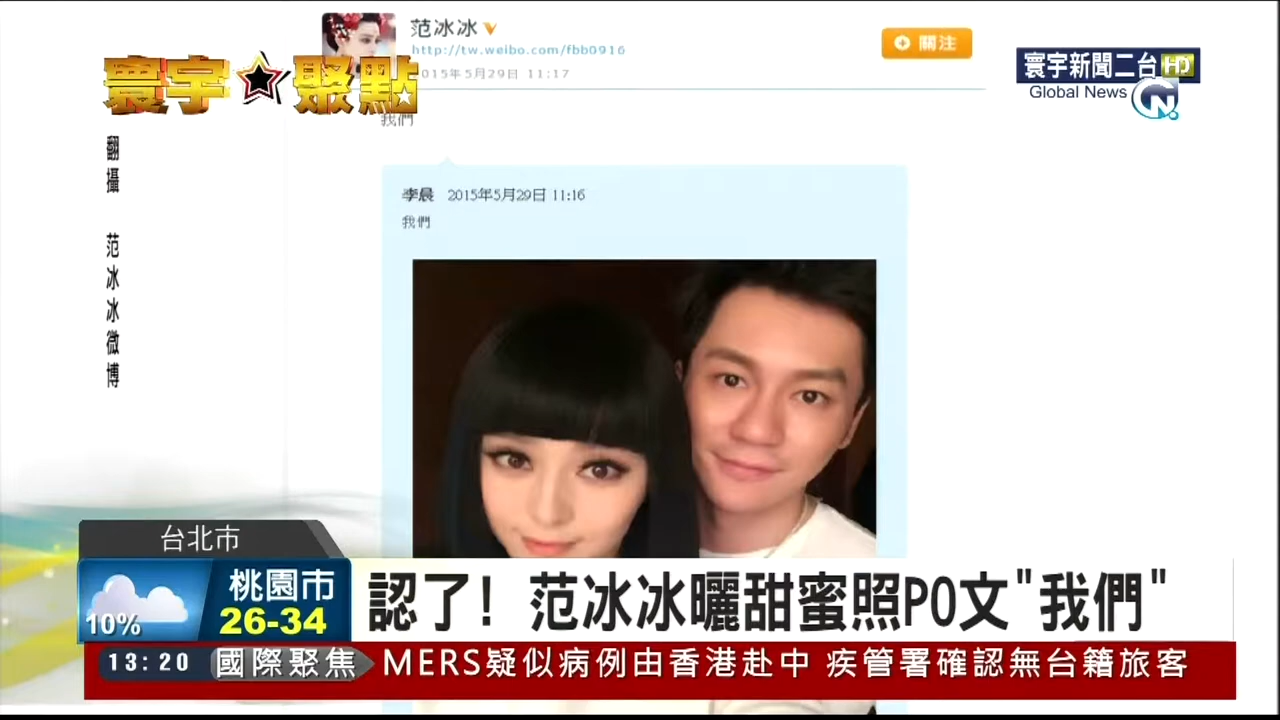 范冰冰
http://tw.weibo.com/fbb0916
關注
015年5月29日 11:17
寰宇 聚點
寰宇新聞二台 HD
Global News
我們
翻攝 范冰冰微博
李晨 2015年5月29日 11:16
我們
台北市
桃園市
10%
26-34
認了! 范冰冰曬甜蜜照PO文"我們"
13:20 國際聚焦 MERS疑似病例由香港赴中 疾管署確認無台籍旅客